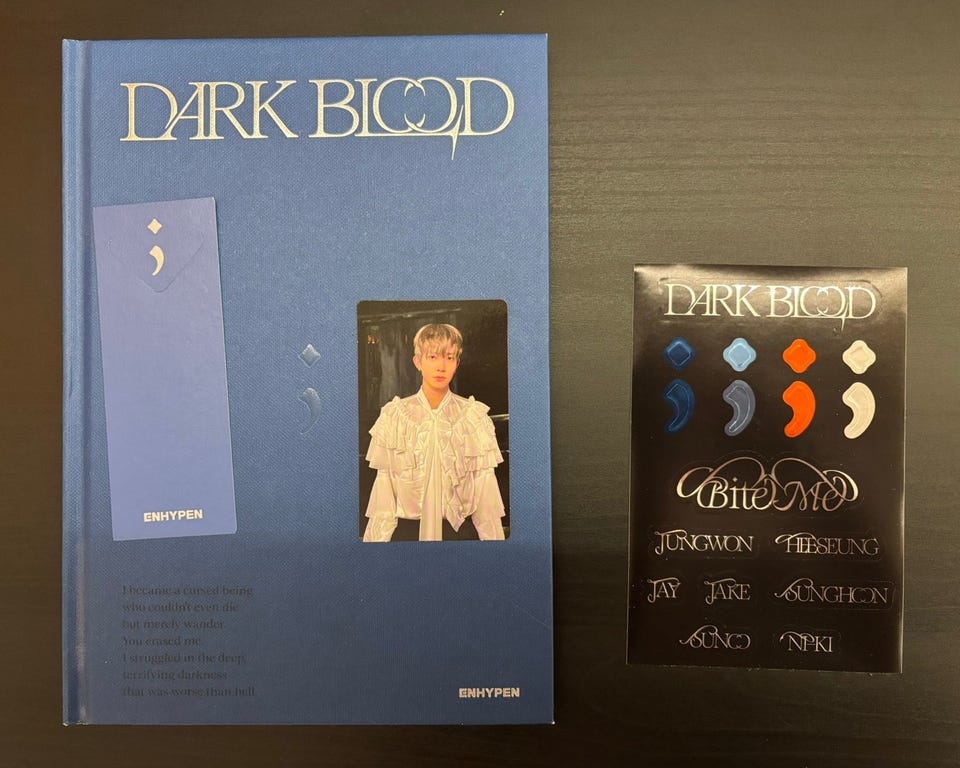 DARK BLOOD
;
ENHYPEN
;
I became a cursed being
who couldn't even die
but merely wander.
You erased me.
I struggled in the deep,
terrifying darkness
that was worse than hell.
ENHYPEN
DARK BLOOD
; ; ; ;
Bite Me
JUNGWON HEESEUNG
JAY JAKE SUNGHOON
SUNOO NI-KI